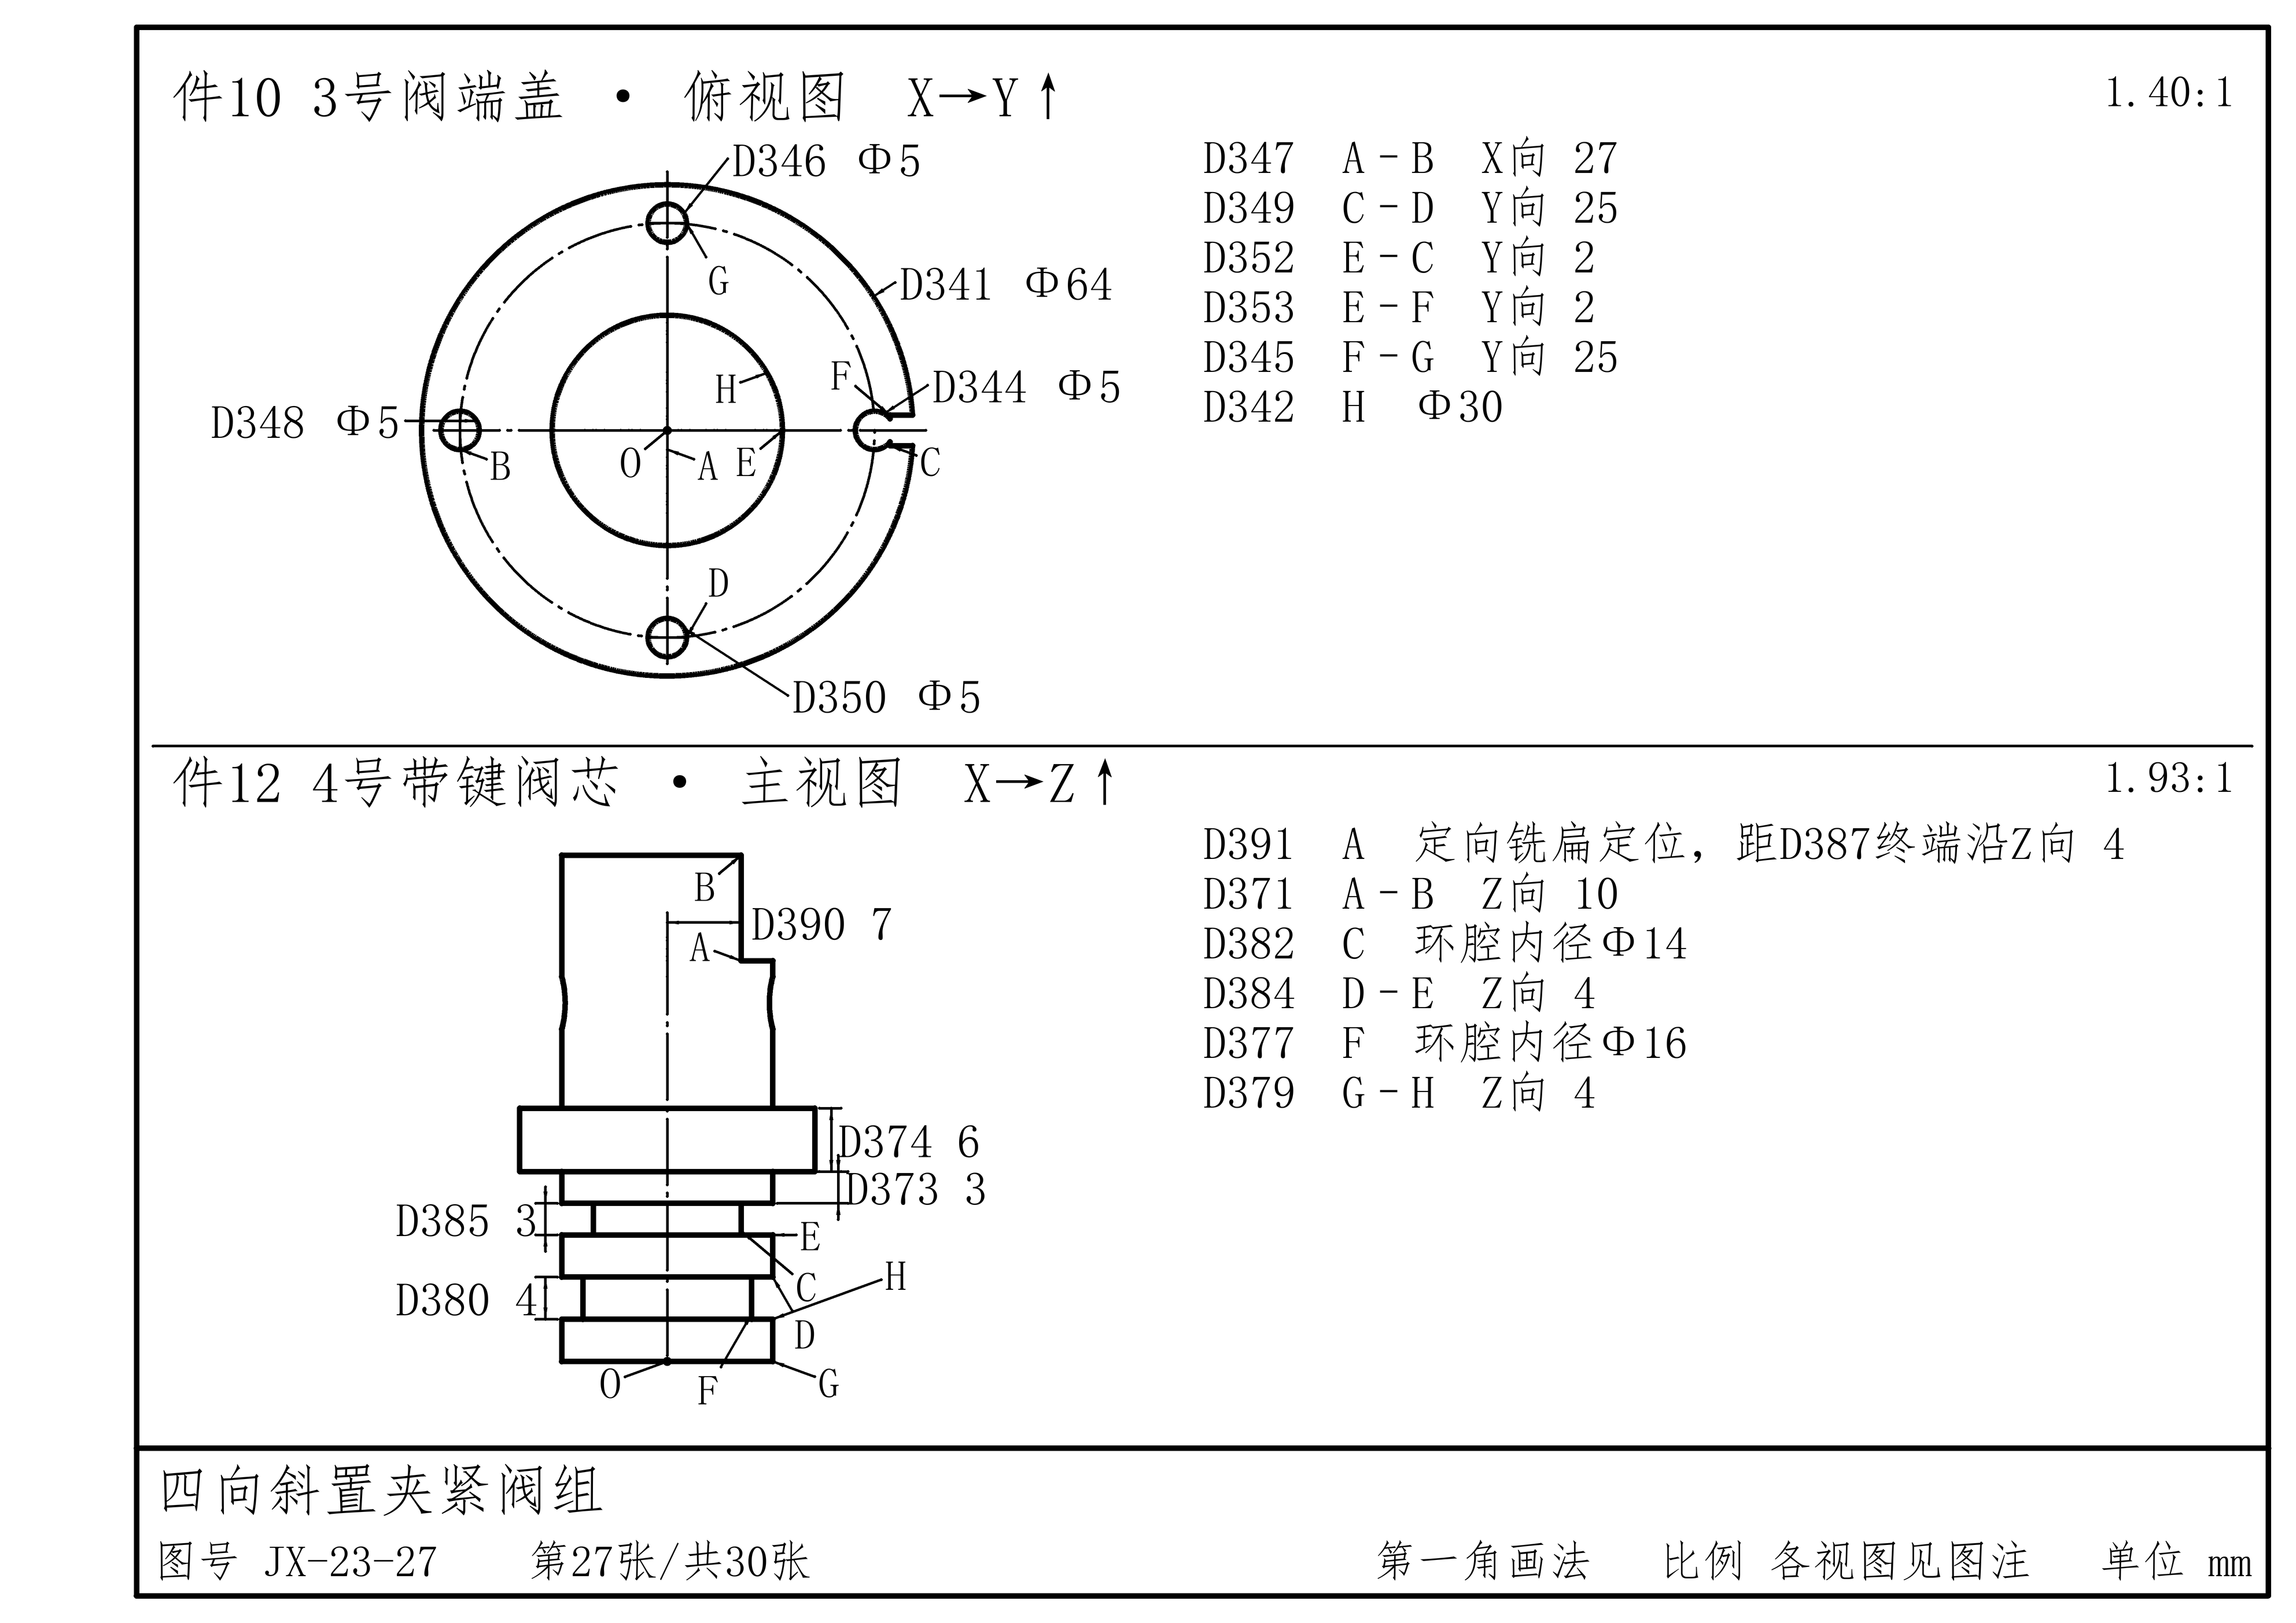 件10 3号阀端盖 • 俯视图 X→Y↑
1.40:1
D347 A-B X向 27
D349 C-D Y向 25
D352 E-C Y向 2
D353 E-F Y向 2
D345 F-G Y向 25
D342 H Φ30
D346 Φ5
G
D341 Φ64
F
H
D344 Φ5
D348 Φ5
B
O
A
E
C
D
D350 Φ5
件12 4号带键阀芯 • 主视图 X→Z↑
1.93:1
D391 A 定向铣扁定位，距D387终端沿Z向 4
D371 A-B Z向 10
D382 C 环腔内径Φ14
D384 D-E Z向 4
D377 F 环腔内径Φ16
D379 G-H Z向 4
B
D390 7
A
D374 6
D373 3
D385 3
E
C
H
D380 4
D
O
F
G
四向斜置夹紧阀组
图号 JX-23-27 第27张/共30张 第一角画法 比例 各视图见图注 单位 mm